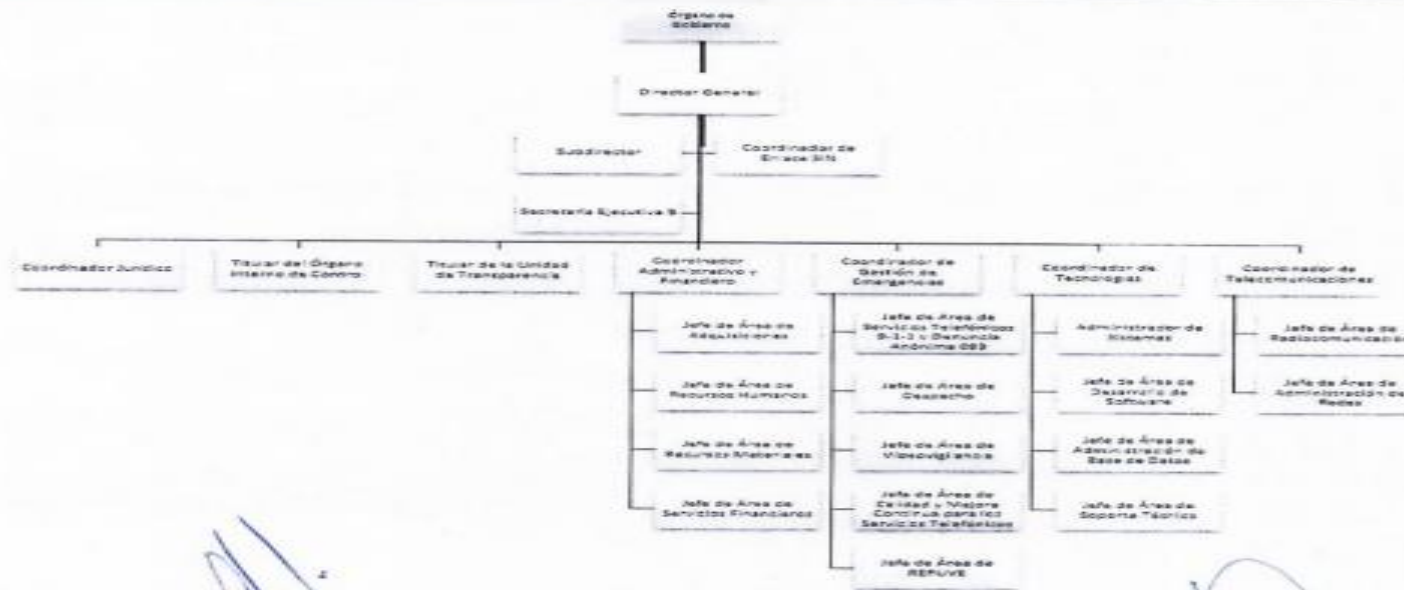 Órgano de
Gobierno
Director General
Subdirector
Coordinador de
Enlace
Secretaría Ejecutiva B
Coordinador Jurídico
Titular del Órgano
Interno de Control
Titular de la Unidad
de Transparencia
Coordinador
Administrativo y
Financiero
Coordinador de
Gestión de
Emergencias
Coordinador de
Tecnologías
Coordinador de
Telecomunicaciones
Jefe de Área de
Adquisiciones
Jefe de Área de
Recursos Humanos
Jefe de Área de
Recursos Materiales
Jefe de Área de
Servicios Financieros
Jefe de Área de
Servicios Telefónicos
9-1-1 y Denuncia
Anónima 089
Jefe de Área de
Despacho
Jefe de Área de
Videovigilancia
Jefe de Área de
Calidad y Mejora
Continua para los
Servicios Telefónicos
Jefe de Área de
REPUVE
Administrador de
Sistemas
Jefe de Área de
Desarrollo de
Software
Jefe de Área de
Administración de
Base de Datos
Jefe de Área de
Soporte Técnico
Jefe de Área de
Radiocomunicación
Jefe de Área de
Administración de
Redes